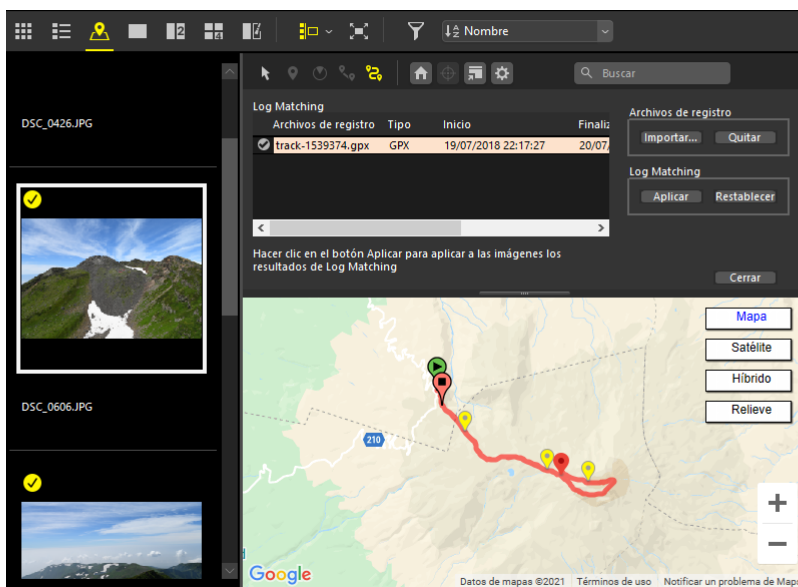 2
4
Nombre
DSC_0426.JPG
DSC_0606.JPG
Buscar
Log Matching
Archivos de registro Tipo Inicio Finaliz
track-1539374.gpx GPX 19/07/2018 22:17:27 20/07/
Hacer clic en el botón Aplicar para aplicar a las imágenes los
resultados de Log Matching
Archivos de registro
Importar... Quitar
Log Matching
Aplicar Restablecer
Cerrar
Mapa
Satélite
Híbrido
Relieve
210
Google
Datos de mapas ©2021 Términos de uso Notificar un problema de Map